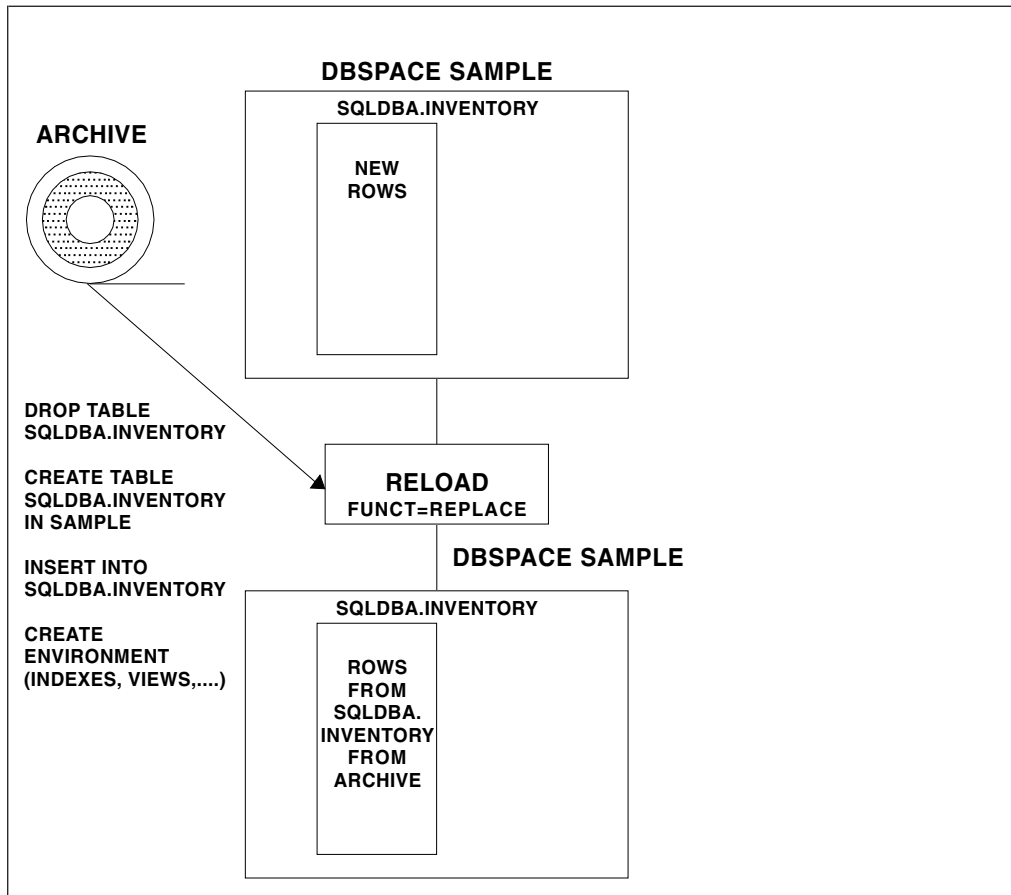 DBSPACE SAMPLE
SQLDBA.INVENTORY
ARCHIVE
NEW
ROWS
DROP TABLE
SQLDBA.INVENTORY
CREATE TABLE
SQLDBA.INVENTORY
IN SAMPLE
INSERT INTO
SQLDBA.INVENTORY
CREATE
ENVIRONMENT
(INDEXES, VIEWS,....)
RELOAD
FUNCT=REPLACE
DBSPACE SAMPLE
SQLDBA.INVENTORY
ROWS
FROM
SQLDBA.
INVENTORY
FROM
ARCHIVE